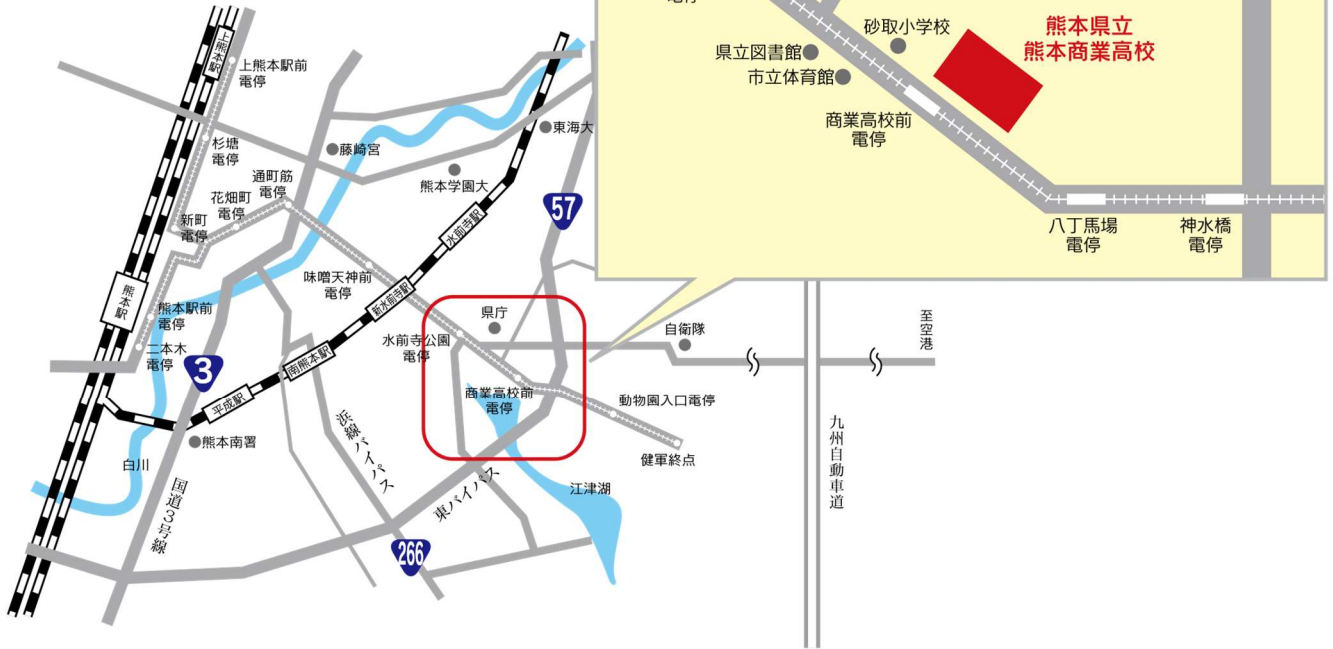 電停
砂取小学校
熊本県立
熊本商業高校
県立図書館
市立体育館
商業高校前
電停
八丁馬場
電停
神水橋
電停
上熊本駅
上熊本駅前
電停
杉塘
電停
藤崎宮
東海大
熊本学園大
通町筋
電停
花畑町
電停
新町
電停
水前寺駅
57
味噌天神前
電停
新水前寺駅
熊本駅
熊本駅前
電停
二本木
電停
県庁
水前寺公園
電停
自衛隊
至空港
3
南熊本駅
平成駅
商業高校前
電停
動物園入口電停
熊本南署
白川
浜線バイパス
健軍終点
九州自動車道
国道3号線
東バイパス
江津湖
266